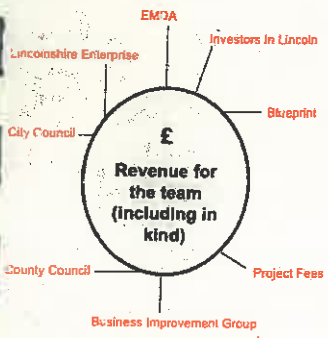 EMDA
Investors In Lincoln
Lincolnshire Enterprise
Blueprint
City Council
£
Revenue for
the team
(including in
kind)
County Council
Project Fees
Business Improvement Group